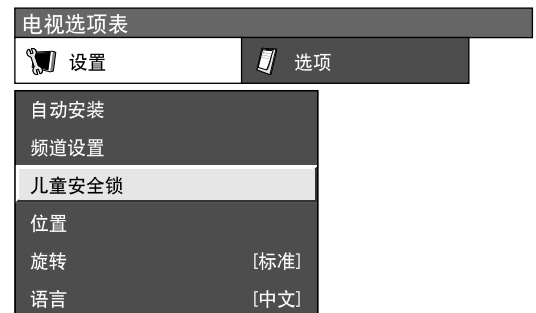 电视选项表
设置 选项
自动安装
频道设置
儿童安全锁
位置
旋转 [标准]
语言 [中文]